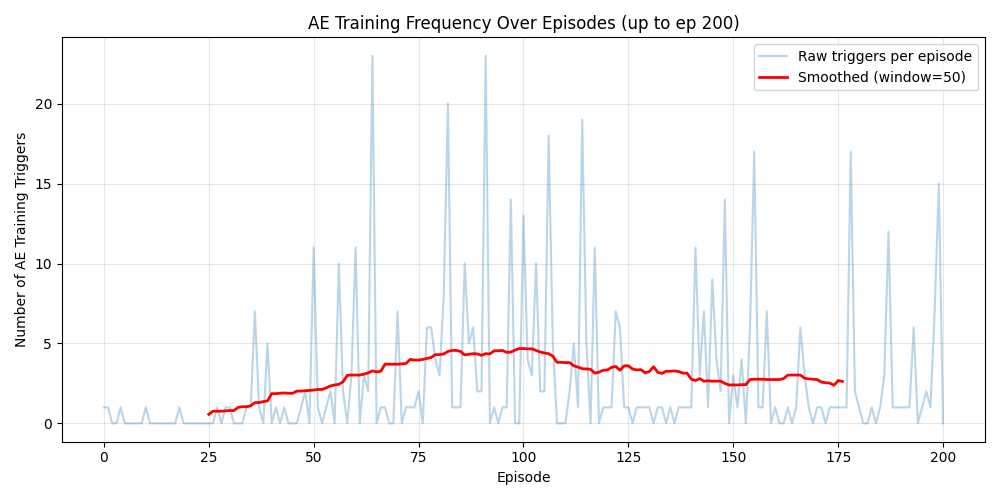 AE Training Frequency Over Episodes (up to ep 200)
Raw triggers per episode
Smoothed (window=50)
Number of AE Training Triggers
20
15
10
5
0
0 25 50 75 100 125 150 175 200
Episode